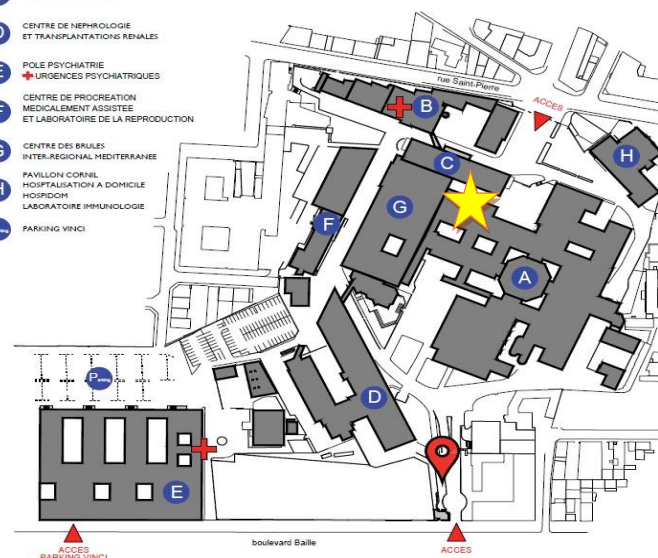 D CENTRE DE NEPHROLOGIE
ET TRANSPLANTATIONS RENALES
E POLE PSYCHIATRIE
URGENCES PSYCHIATRIQUES
F CENTRE DE PROCREATION
MEDICALEMENT ASSISTEE
ET LABORATOIRE DE LA REPRODUCTION
G CENTRE DES BRULES
INTER-REGIONAL MEDITERRANEE
H PAVILLON CORNIL
HOSPTALISATION A DOMICILE
HOSPIDOM
LABORATOIRE IMMUNOLOGIE
PARKING VINCI
rue Saint-Pierre
ACCES
B
H
C
G
F
A
Parking
D
E
boulevard Baille
ACCES
PARKING VINCI
ACCES